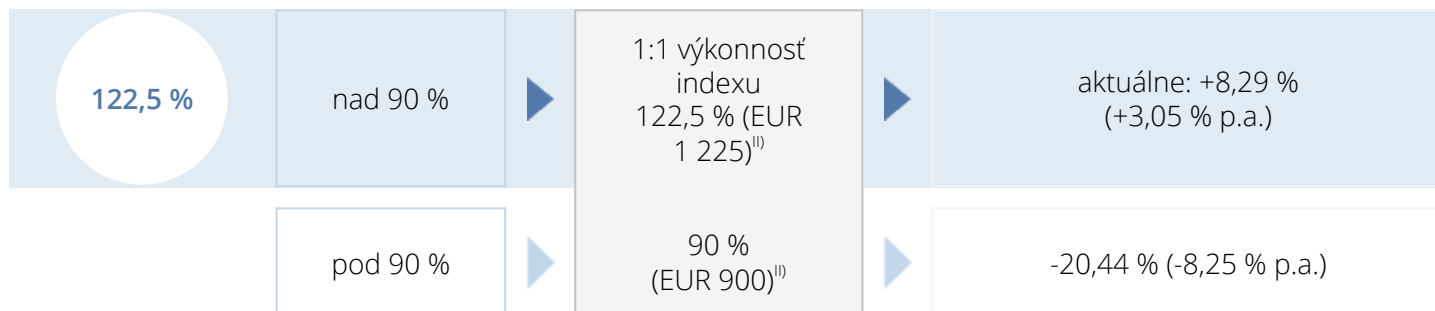 122,5 %
nad 90 %
1:1 výkonnosť
indexu
122,5 % (EUR
1 225)II)
aktuálne: +8,29 %
(+3,05 % p.a.)
pod 90 %
90 %
(EUR 900)II)
-20,44 % (-8,25 % p.a.)